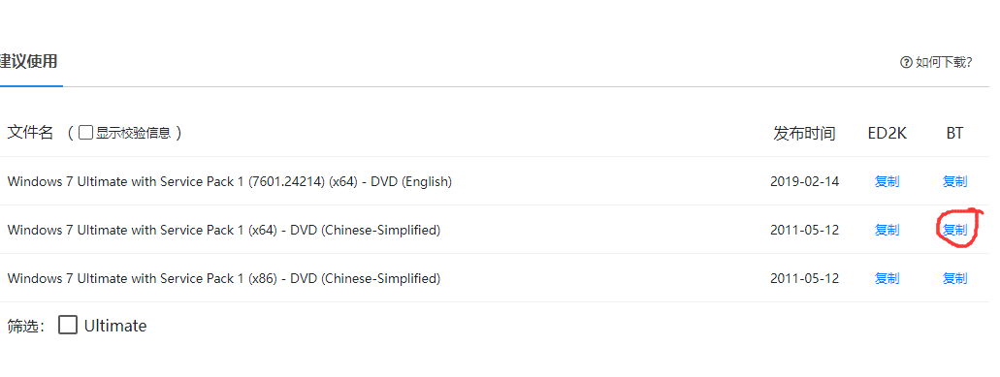 建议使用 如何下载?
文件名 (显示校验信息) 发布时间 ED2K BT
Windows 7 Ultimate with Service Pack 1 (7601.24214) (x64) - DVD (English) 2019-02-14 复制 复制
Windows 7 Ultimate with Service Pack 1 (x64) - DVD (Chinese-Simplified) 2011-05-12 复制 复制
Windows 7 Ultimate with Service Pack 1 (x86) - DVD (Chinese-Simplified) 2011-05-12 复制 复制
筛选: Ultimate